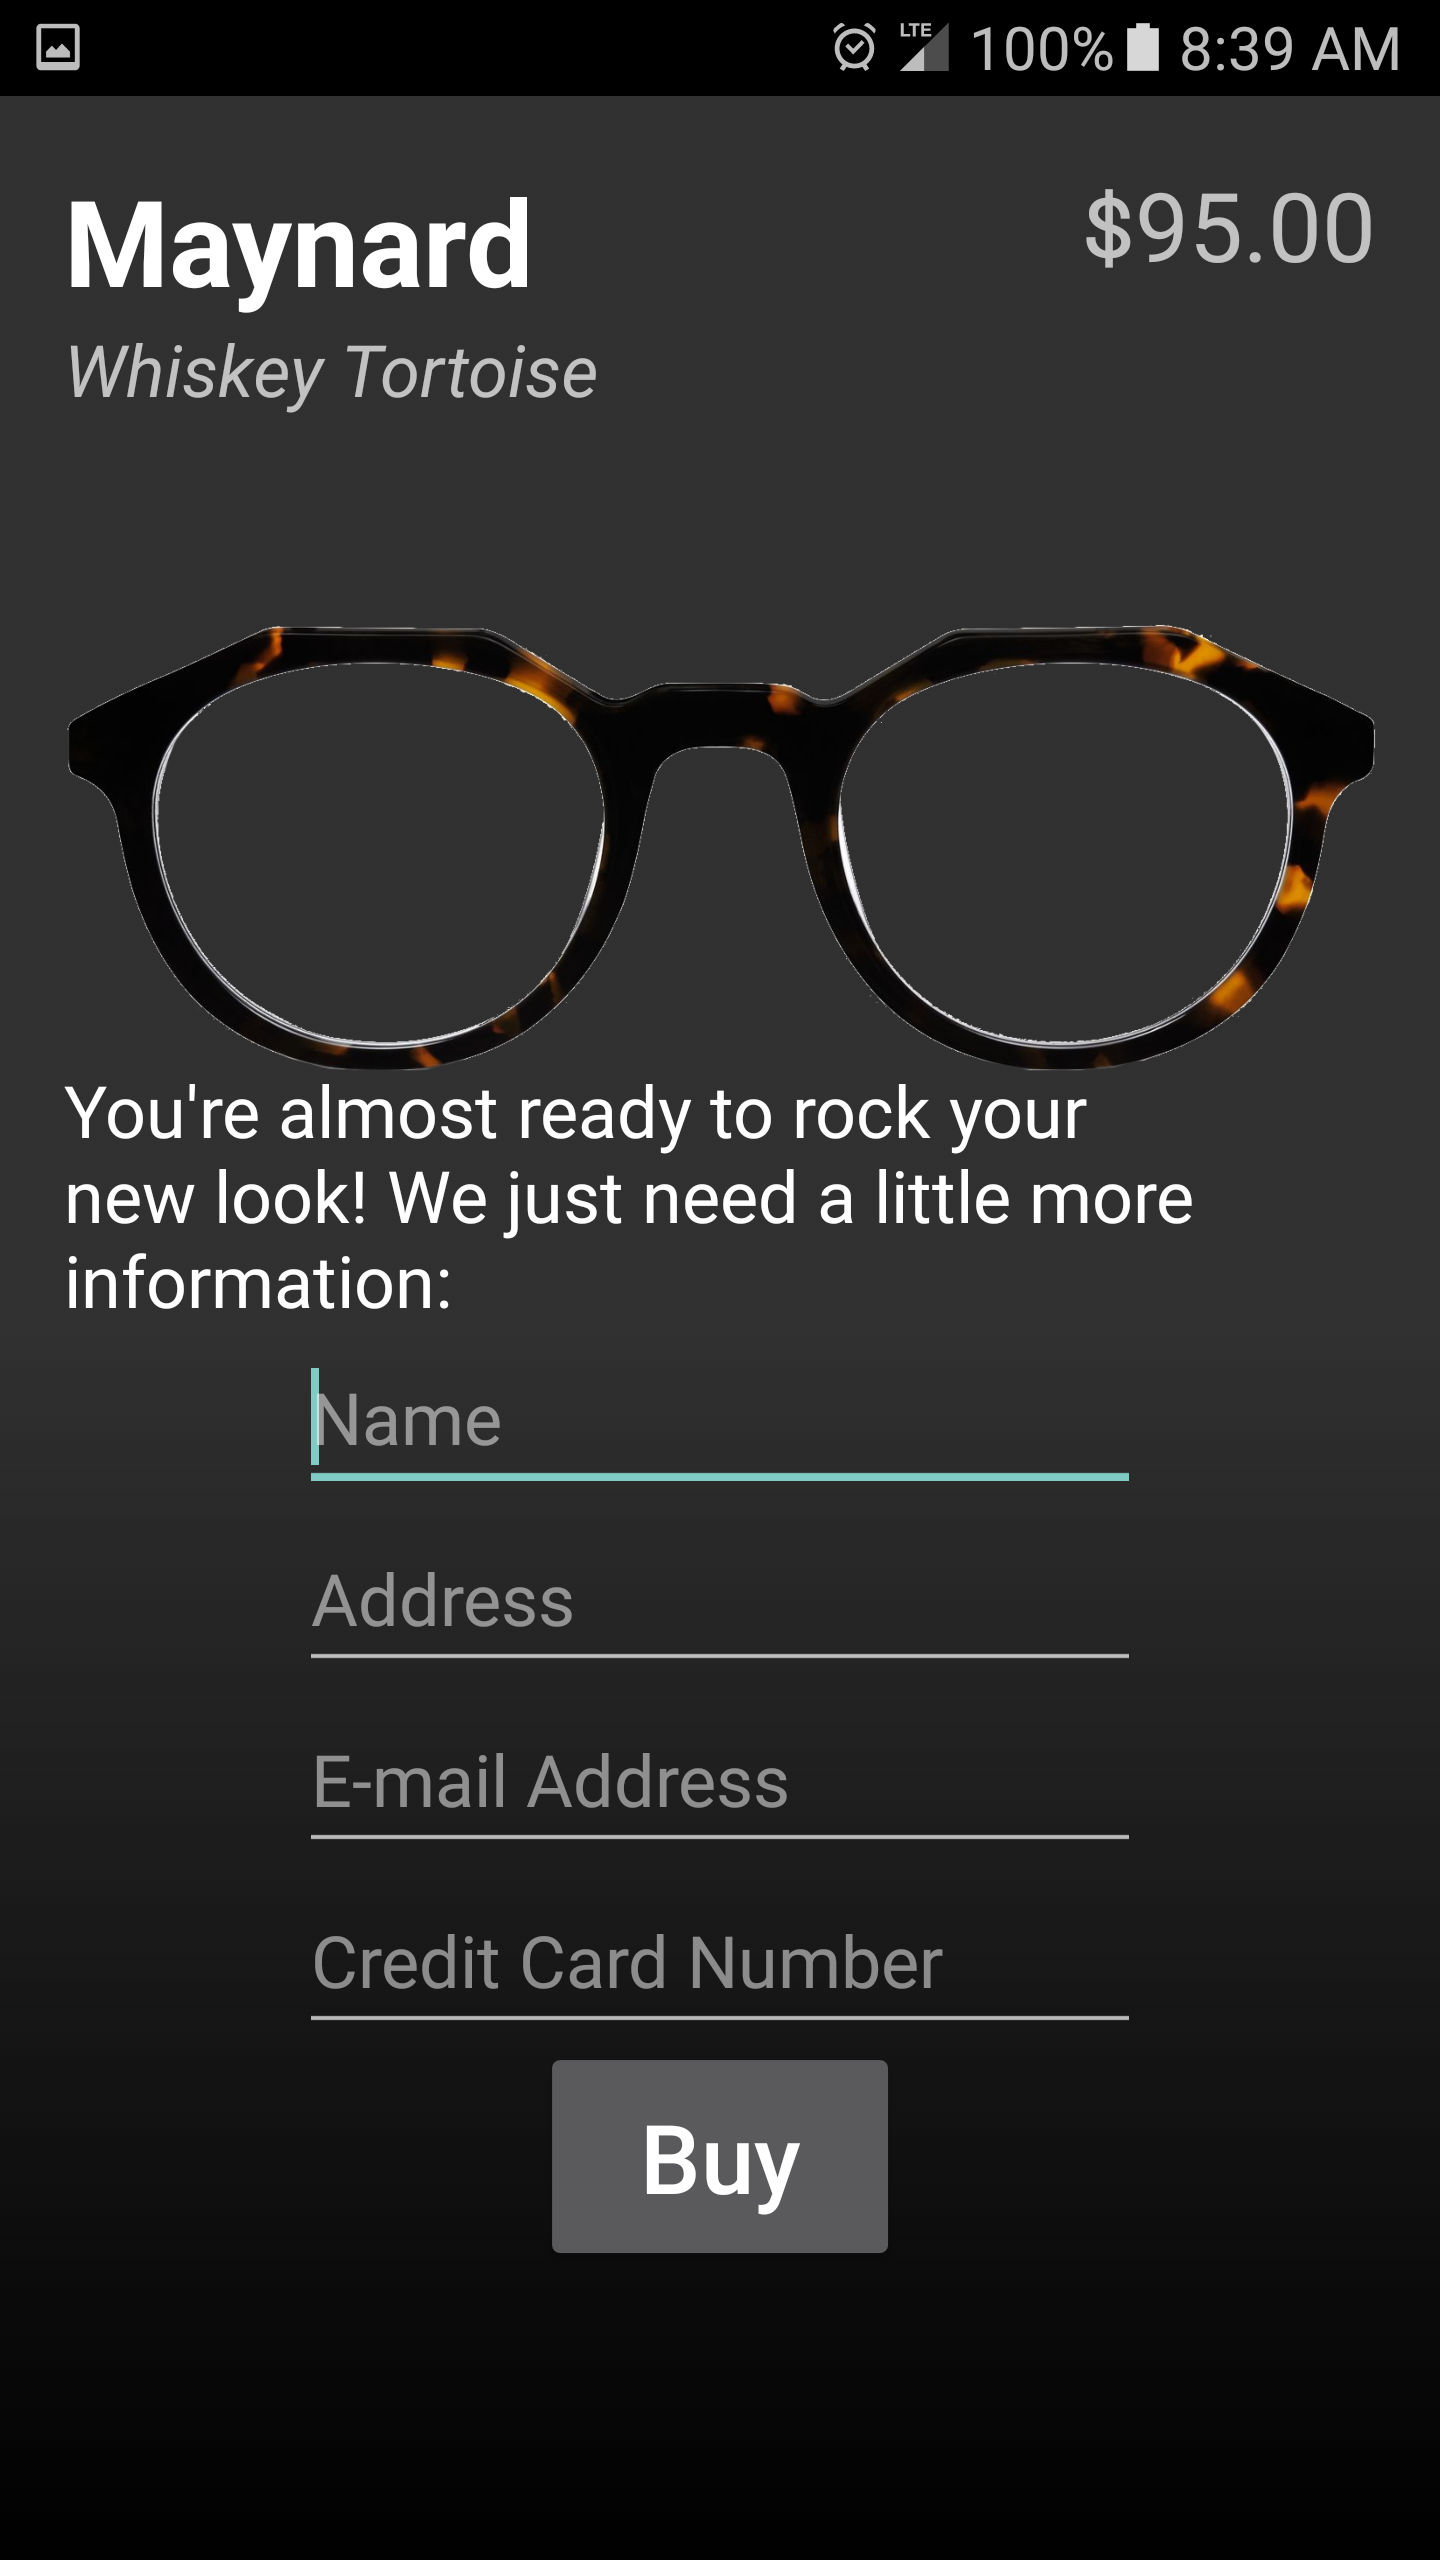 LTE 100% 8:39 AM
Maynard $95.00
Whiskey Tortoise
You're almost ready to rock your
new look! We just need a little more
information:
Name
Address
E-mail Address
Credit Card Number
Buy